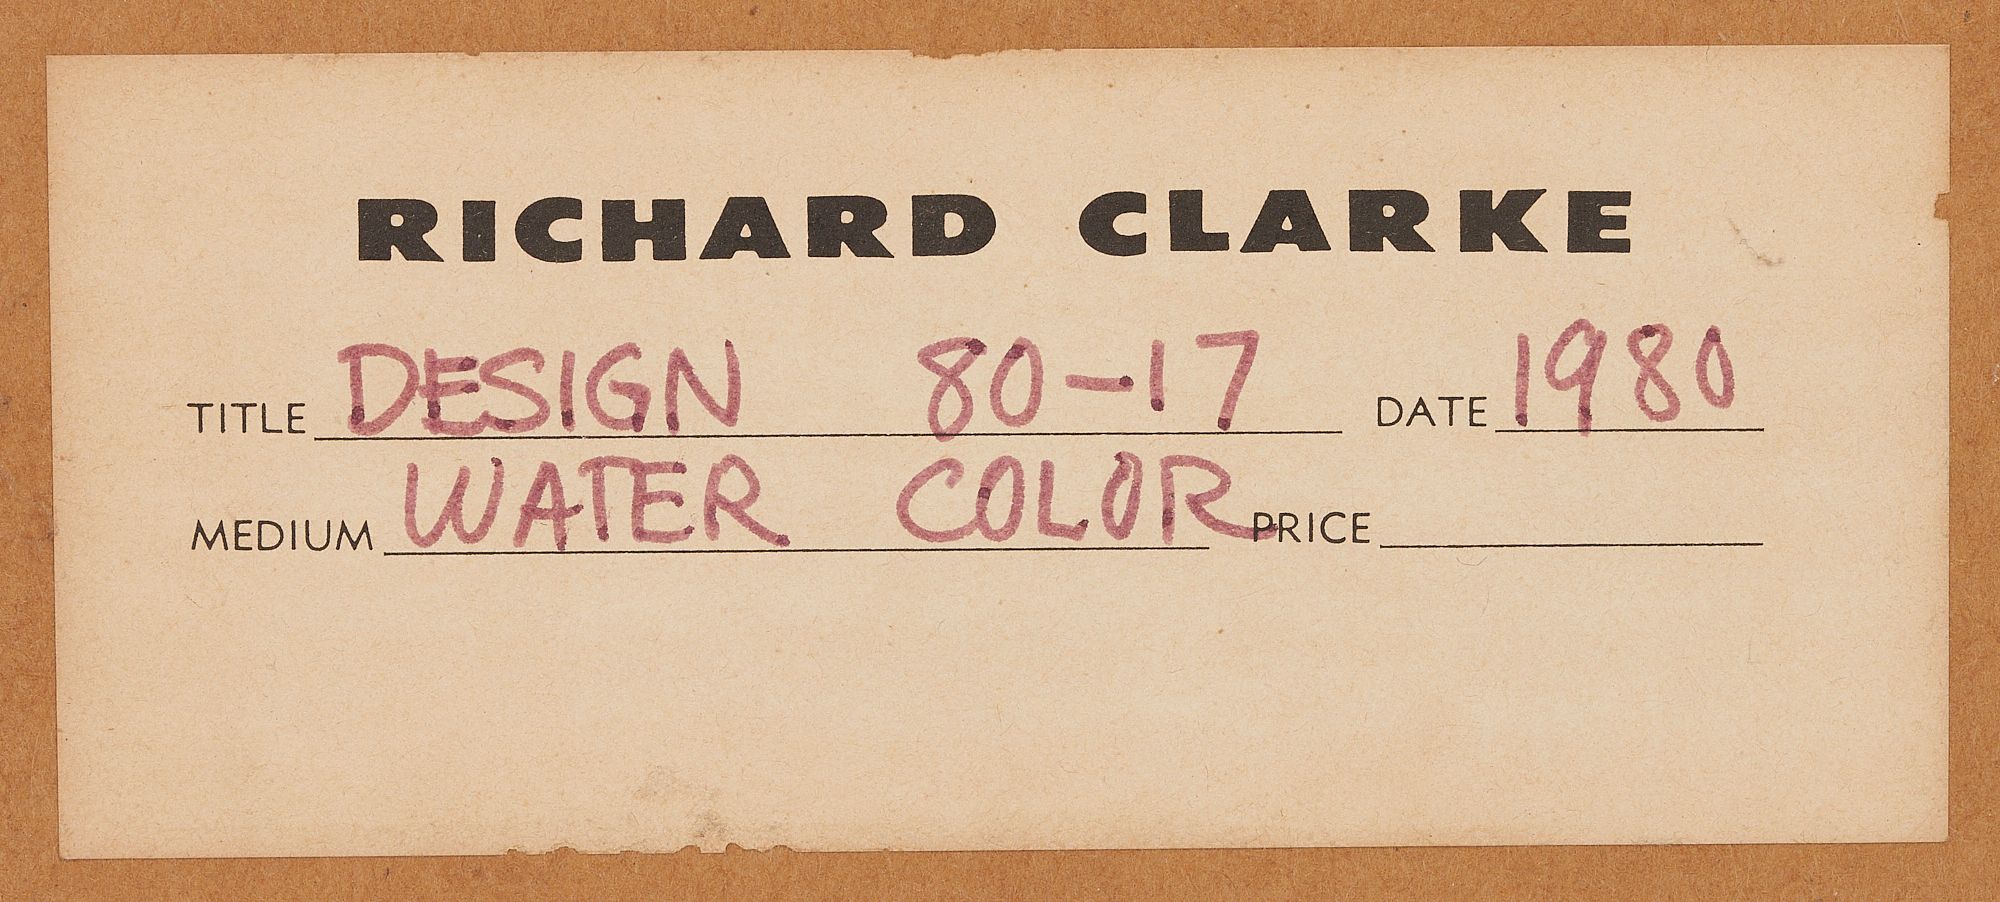 RICHARD CLARKE
TITLE DESIGN 80-17 DATE 1980
MEDIUM WATER COLOR PRICE